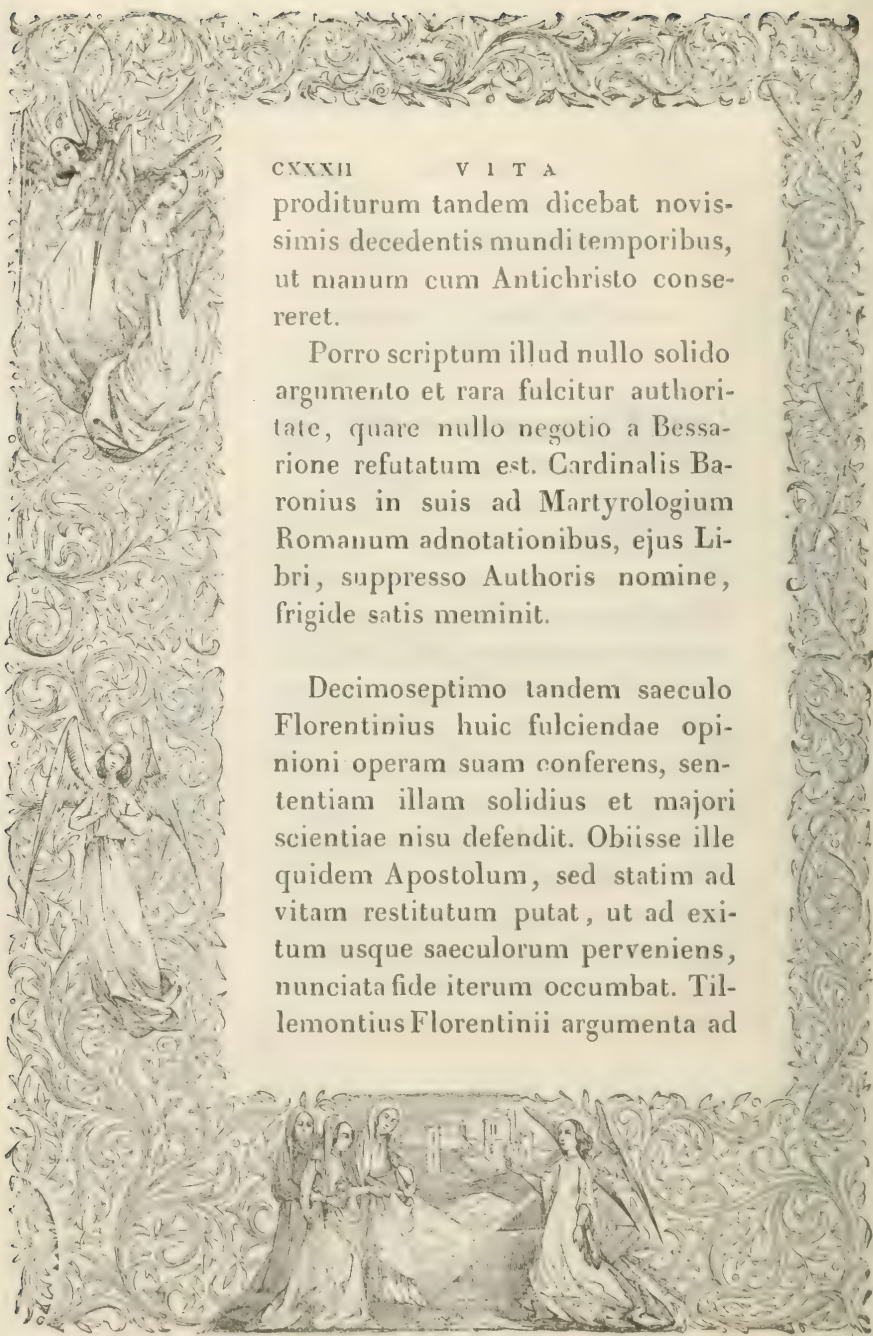 CXXXII VITA
proditurum tandem dicebat novis-
simis decedentis mundi temporibus,
ut manum cum Antichristo conse-
reret.
Porro scriptum illud nullo solido
argumento et rara fulcitur authori-
tate, quare nullo negotio a Bessa-
rione refutatum est. Cardinalis Ba-
ronius in suis ad Martyrologium
Romanum adnotationibus, ejus Li-
bri, suppresso Authoris nomine,
frigide satis meminit.
Decimoseptimo tandem saeculo
Florentinius huic fulciendae opi-
nioni operam suam conferens, sen-
tentiam illam solidius et majori
scientiae nisu defendit. Obiisse ille
quidem Apostolum, sed statim ad
vitam restitutum putat, ut ad exi-
tum usque saeculorum perveniens,
nunciata fide iterum occumbat. Til-
lemontius Florentinii argumenta ad